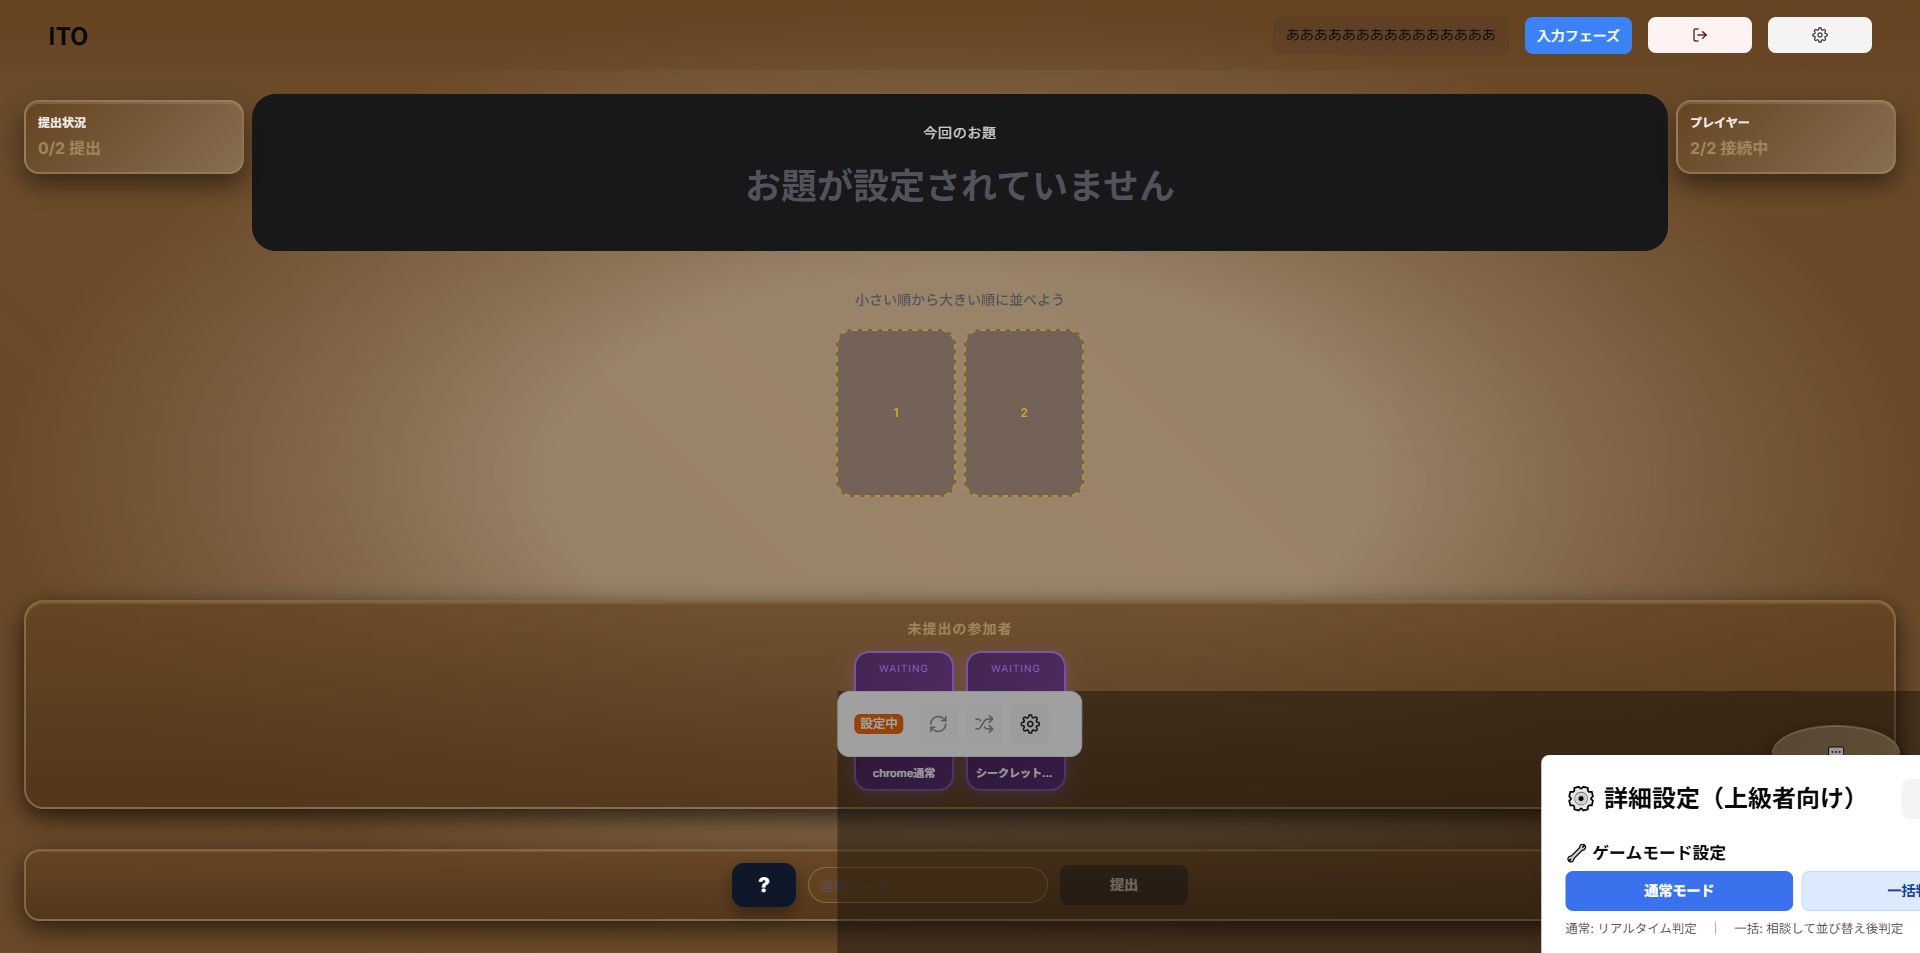 ITO
ああああああああああああああああ
入力フェーズ
提出状況
0/2 提出
今回のお題
お題が設定されていません
プレイヤー
2/2 接続中
小さい順から大きい順に並べよう
1
2
未提出の参加者
WAITING
WAITING
設定中
chrome通常
シークレット...
詳細設定（上級者向け）
ゲームモード設定
通常モード
一括
通常: リアルタイム判定 | 一括: 相談して並び替え後判定
?
連想ワード
提出